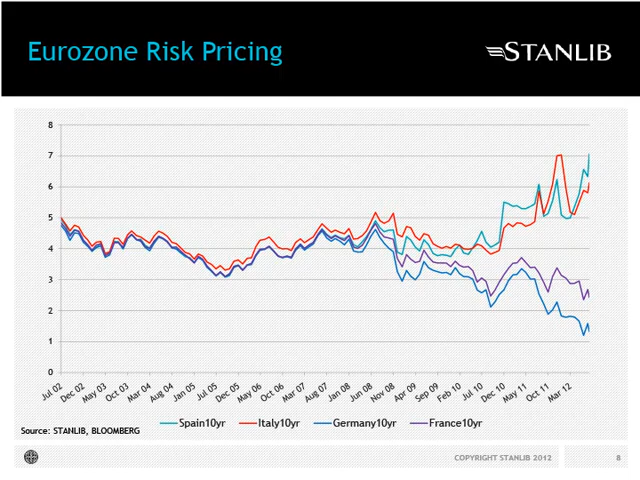 Eurozone Risk Pricing
STANLIB
8
7
6
5
4
3
2
1
0
Jul 02 Dec 02 May 03 Oct 03 Mar 04 Aug 04 Jan 05 Jul 05 Dec 05 May 06 Oct 06 Mar 07 Aug 07 Jan 08 Jun 08 Nov 08 Apr 09 Sep 09 Feb 10 Jul 10 Dec 10 May 11 Oct 11 Mar 12
Spain10yr Italy10yr Germany10yr France10yr
Source: STANLIB, BLOOMBERG
COPYRIGHT STANLIB 2012 8